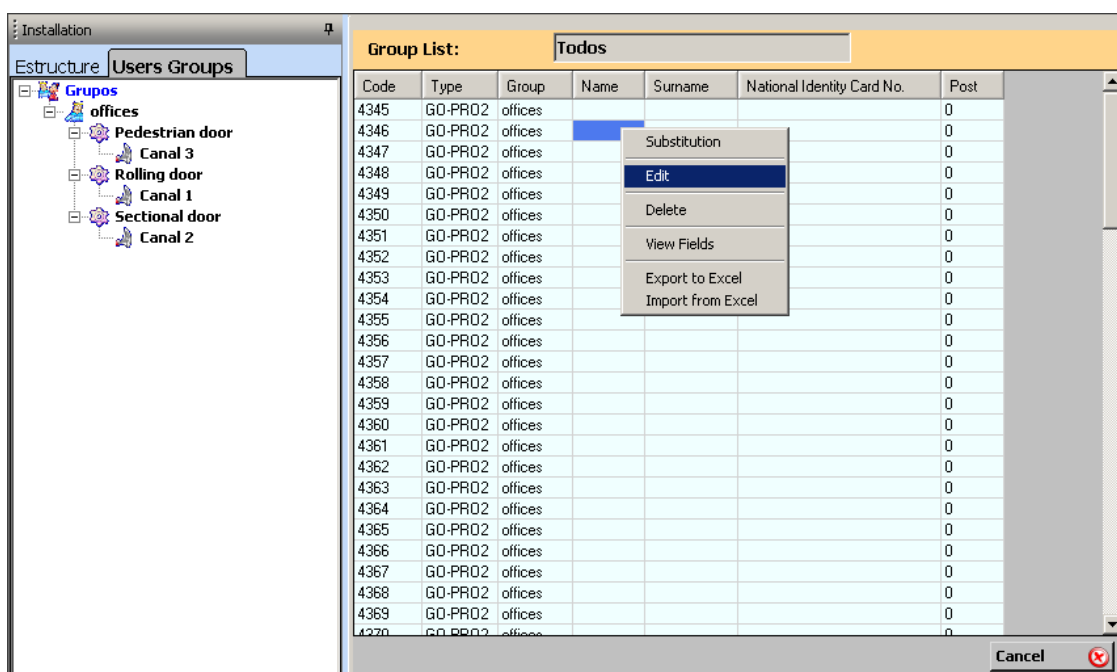 Installation
Estructure Users Groups
Grupos
offices
Pedestrian door
Canal 3
Rolling door
Canal 1
Sectional door
Canal 2
Group List: Todos
Code Type Group Name Surname National Identity Card No. Post
4345 GO-PRO2 offices 0
4346 GO-PRO2 offices 0
4347 GO-PRO2 offices 0
4348 GO-PRO2 offices 0
4349 GO-PRO2 offices 0
4350 GO-PRO2 offices 0
4351 GO-PRO2 offices 0
4352 GO-PRO2 offices 0
4353 GO-PRO2 offices 0
4354 GO-PRO2 offices 0
4355 GO-PRO2 offices 0
4356 GO-PRO2 offices 0
4357 GO-PRO2 offices 0
4358 GO-PRO2 offices 0
4359 GO-PRO2 offices 0
4360 GO-PRO2 offices 0
4361 GO-PRO2 offices 0
4362 GO-PRO2 offices 0
4363 GO-PRO2 offices 0
4364 GO-PRO2 offices 0
4365 GO-PRO2 offices 0
4366 GO-PRO2 offices 0
4367 GO-PRO2 offices 0
4368 GO-PRO2 offices 0
4369 GO-PRO2 offices 0
4370 GO-PRO2 offices 0
Substitution
Edit
Delete
View Fields
Export to Excel
Import from Excel
Cancel